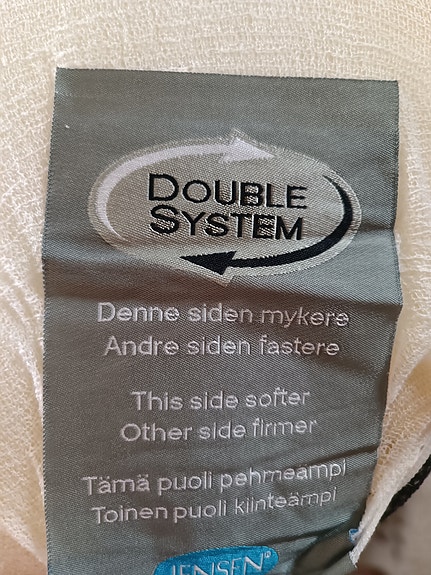 DOUBLE
SYSTEM
Denne siden mykere
Andre siden fastere
This side softer
Other side firmer
Tämä puoli pehmeämpi
Toinen puoli kiinteämpi
JENSEN®